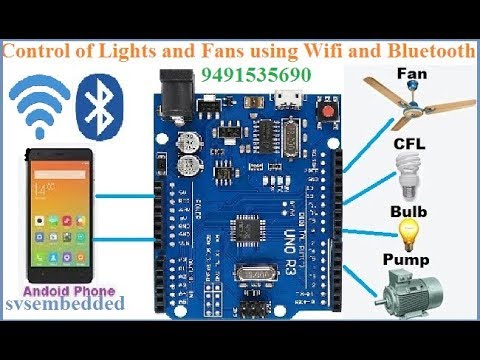 Control of Lights and Fans using Wifi and Bluetooth
9491535690
Fan
CFL
Bulb
Pump
UNO R3
Andoid Phone
svsembedded